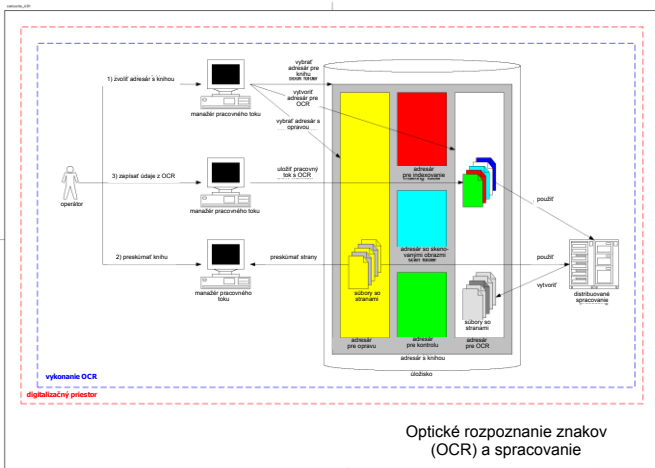 1) zvoliť adresár s knihou
manažér pracovného toku
vybrať
adresár pre
knihu
vytvoriť
adresár pre
OCR
vybrať adresár s
opravou
3) zapísať údaje z OCR
operátor
manažér pracovného toku
uložiť pracovný
tok s OCR
2) preskúmať knihu
manažér pracovného
toku
preskúmať strany
adresár
pre indexovanie
adresár so skeno-
vanými obrazmi
súbory so
stranami
súbory so
stranami
adresár
pre opravu
adresár
pre kontrolu
adresár
pre OCR
adresár s knihou
úložisko
použiť
použiť
vytvoriť
distribuované
spracovanie
vykonanie OCR
digitalizačný priestor
Optické rozpoznanie znakov
(OCR) a spracovanie